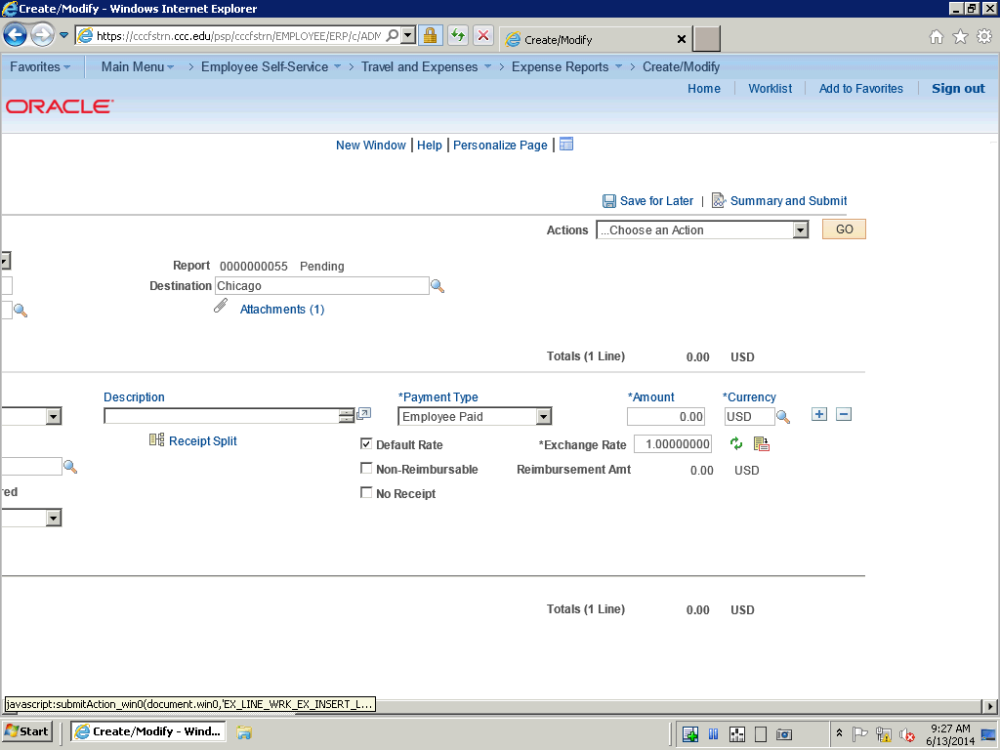 Create/Modify - Windows Internet Explorer
https://cccfstrn.ccc.edu/psp/cccfstrn/EMPLOYEE/ERP/c/ADM
Create/Modify
Favorites Main Menu > Employee Self-Service > Travel and Expenses > Expense Reports > Create/Modify
Home Worklist Add to Favorites Sign out
ORACLE
New Window | Help | Personalize Page |
Save for Later | Summary and Submit
Actions ...Choose an Action GO
Report 0000000055 Pending
Destination Chicago
Attachments (1)
Totals (1 Line) 0.00 USD
Description *Payment Type *Amount *Currency
Employee Paid 0.00 USD
Receipt Split Default Rate *Exchange Rate 1.00000000
Non-Reimbursable Reimbursement Amt 0.00 USD
red No Receipt
Totals (1 Line) 0.00 USD
javascript:submitAction_win0(document.win0,'EX_LINE_WRK_EX_INSERT_L...
Start Create/Modify - Wind... 9:27 AM
6/13/2014